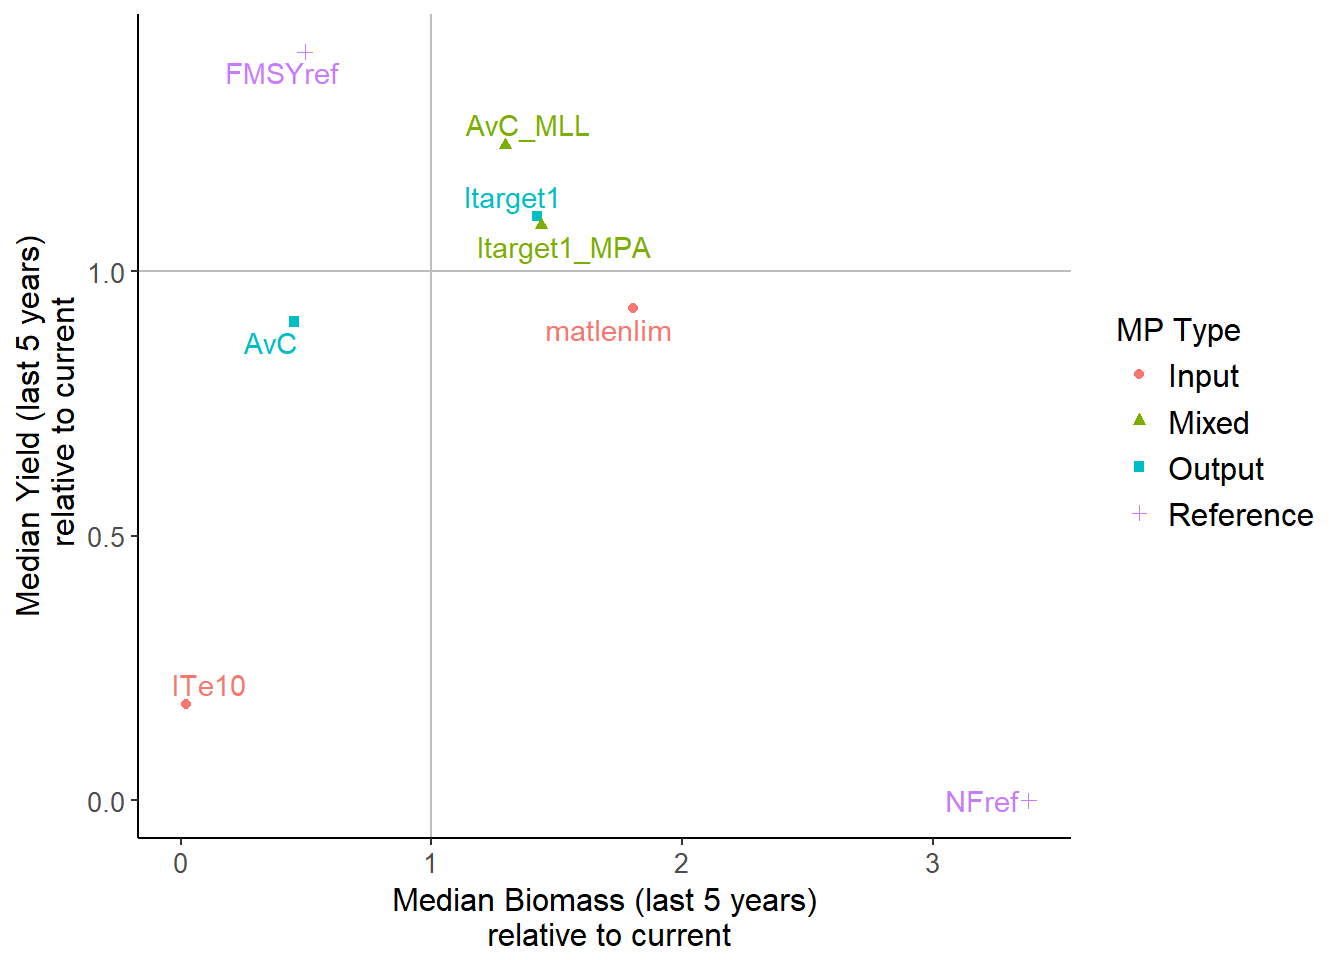 FMSYref
AvC_MLL
Itarget1
Itarget1_MPA
matlenlim
AvC
ITe10
NFref
1.0
0.5
0.0
0
1
2
3
Median Yield (last 5 years)
relative to current
Median Biomass (last 5 years)
relative to current
MP Type
Input
Mixed
Output
Reference